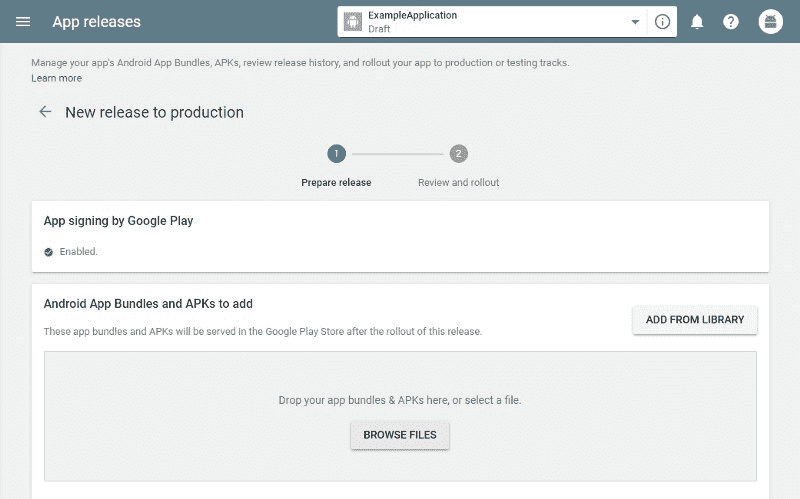 App releases
ExampleApplication
Draft
Manage your app's Android App Bundles, APKs, review release history, and rollout your app to production or testing tracks.
Learn more
New release to production
1
2
Prepare release
Review and rollout
App signing by Google Play
Enabled.
Android App Bundles and APKs to add
ADD FROM LIBRARY
These app bundles and APKs will be served in the Google Play Store after the rollout of this release.
Drop your app bundles & APKs here, or select a file.
BROWSE FILES